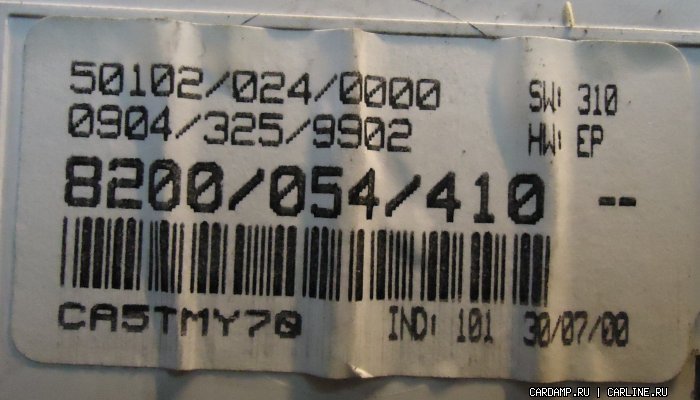 50102/024/0000 SW: 310
0904/325/9902 HW: EP
8200/054/410 --
CA5TMY70 IND: 101 30/07/00
CARDAMP.RU | CARLINE.RU